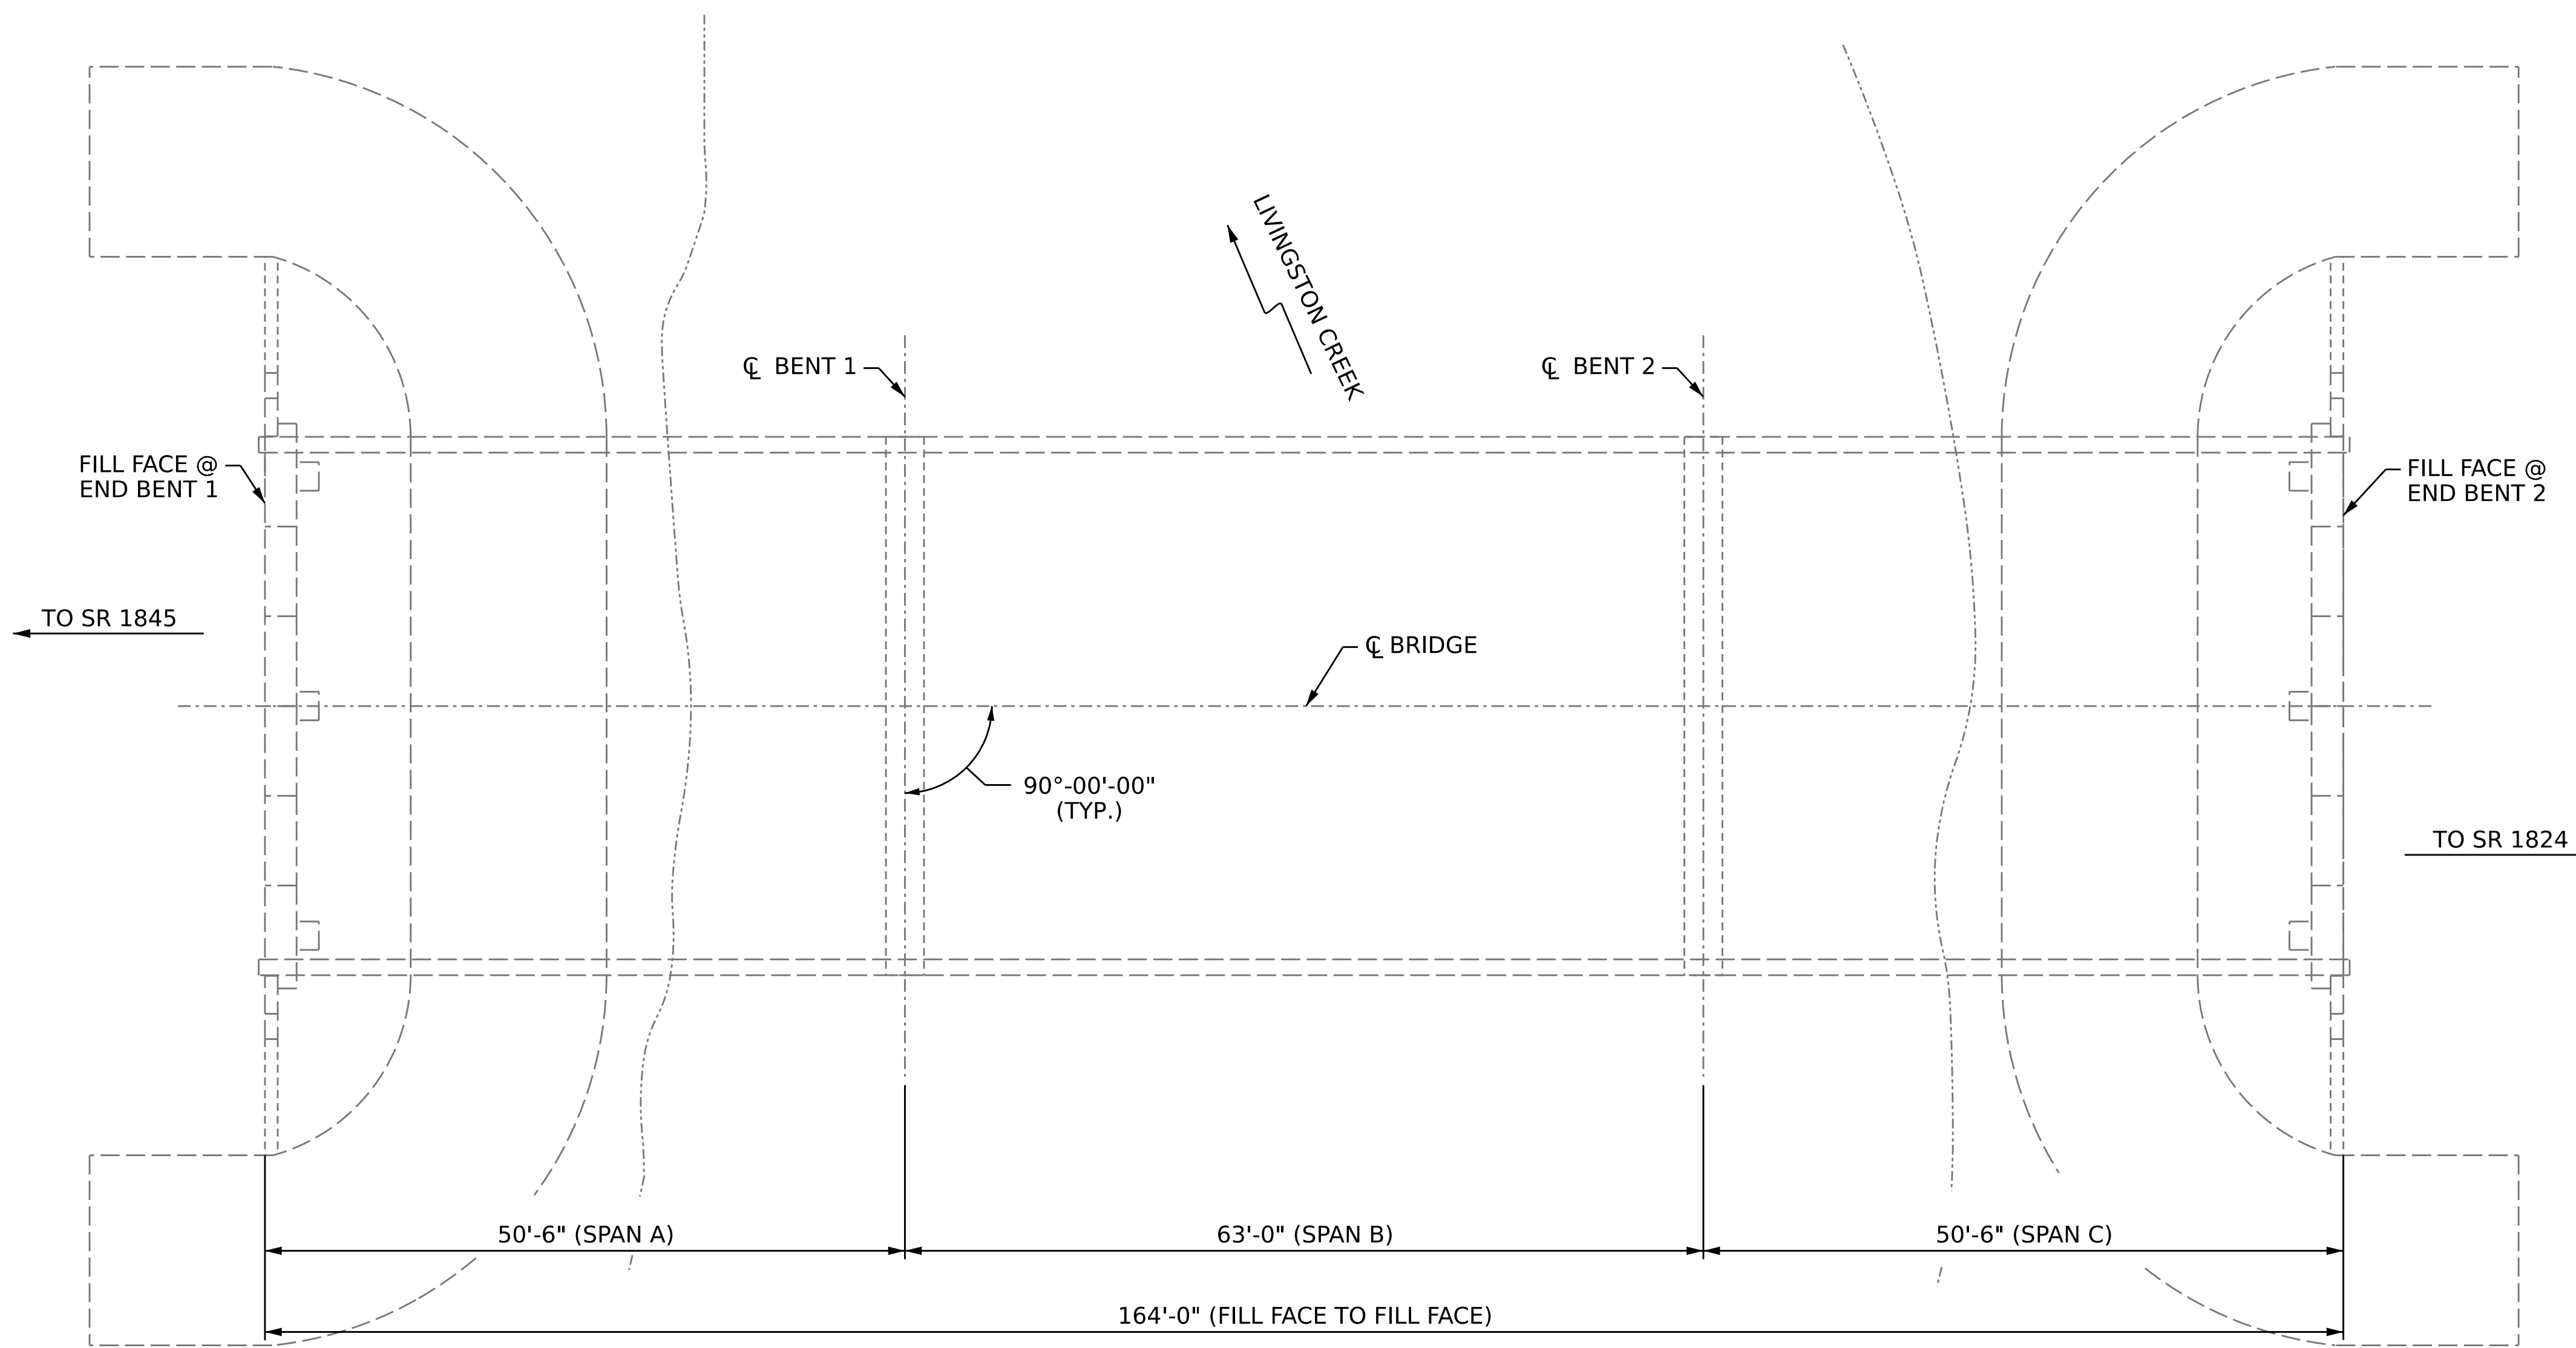 LIVINGSTON CREEK
℄ BENT 1
℄ BENT 2
FILL FACE @
END BENT 1
FILL FACE @
END BENT 2
TO SR 1845
℄ BRIDGE
90°-00'-00"
(TYP.)
TO SR 1824
50'-6" (SPAN A)
63'-0" (SPAN B)
50'-6" (SPAN C)
164'-0" (FILL FACE TO FILL FACE)